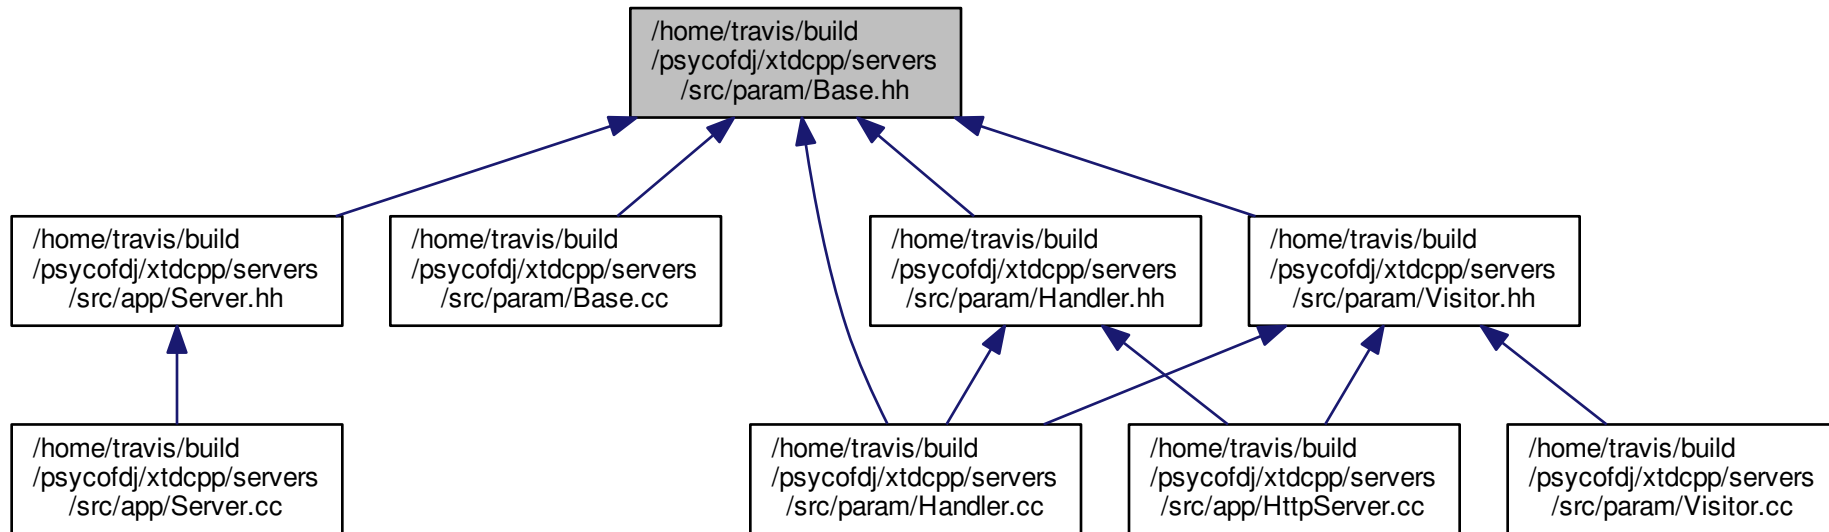 /home/travis/build
/psycofdj/xtdcpp/servers
/src/param/Base.hh
/home/travis/build
/psycofdj/xtdcpp/servers
/src/app/Server.hh
/home/travis/build
/psycofdj/xtdcpp/servers
/src/param/Base.cc
/home/travis/build
/psycofdj/xtdcpp/servers
/src/param/Handler.hh
/home/travis/build
/psycofdj/xtdcpp/servers
/src/param/Visitor.hh
/home/travis/build
/psycofdj/xtdcpp/servers
/src/app/Server.cc
/home/travis/build
/psycofdj/xtdcpp/servers
/src/param/Handler.cc
/home/travis/build
/psycofdj/xtdcpp/servers
/src/app/HttpServer.cc
/home/travis/build
/psycofdj/xtdcpp/servers
/src/param/Visitor.cc